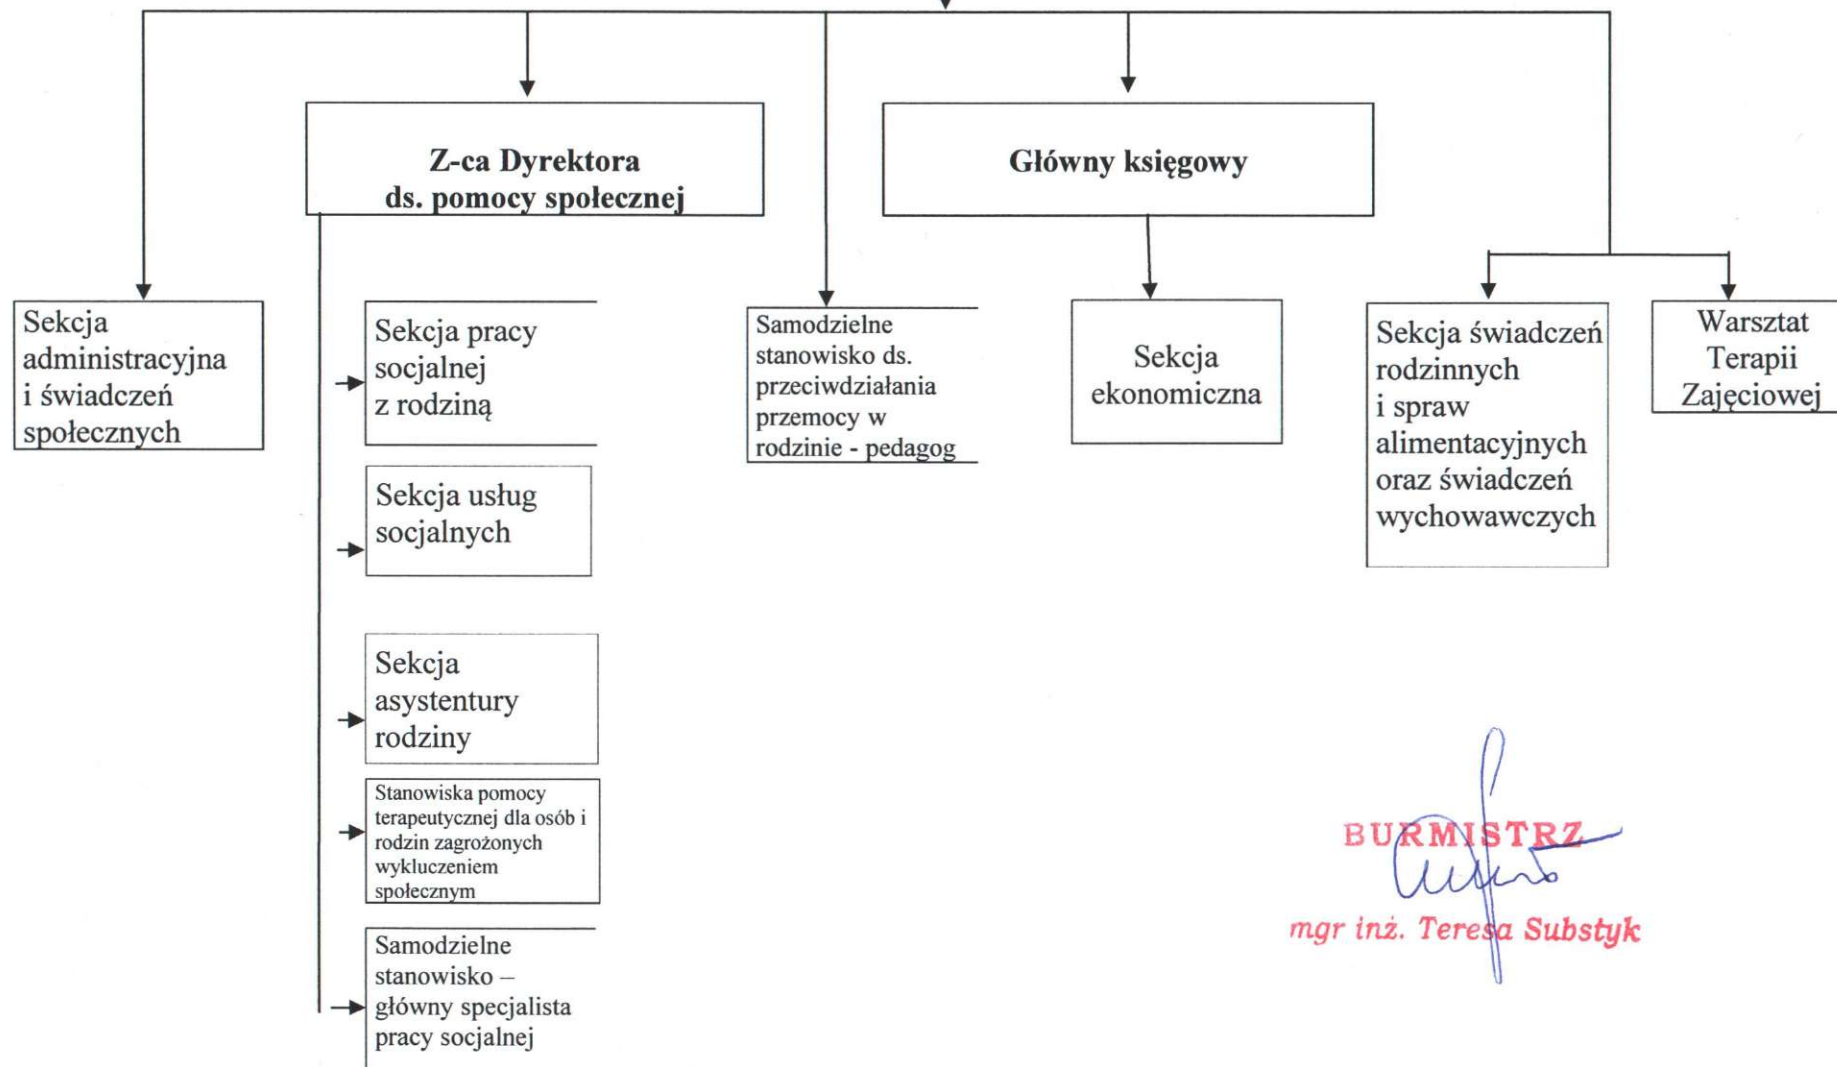 Z-ca Dyrektora
ds. pomocy społecznej
Główny księgowy
Sekcja
administracyjna
i świadczeń
społecznych
Sekcja pracy
socjalnej
z rodziną
Sekcja usług
socjalnych
Sekcja
asystentury
rodziny
Stanowiska pomocy
terapeutycznej dla osób i
rodzin zagrożonych
wykluczeniem
społecznym
Samodzielne
stanowisko –
główny specjalista
pracy socjalnej
Samodzielne
stanowisko ds.
przeciwdziałania
przemocy w
rodzinie - pedagog
Sekcja
ekonomiczna
Sekcja świadczeń
rodzinnych
i spraw
alimentacyjnych
oraz świadczeń
wychowawczych
Warsztat
Terapii
Zajęciowej
BURMISTRZ
mgr inż. Teresa Substyk